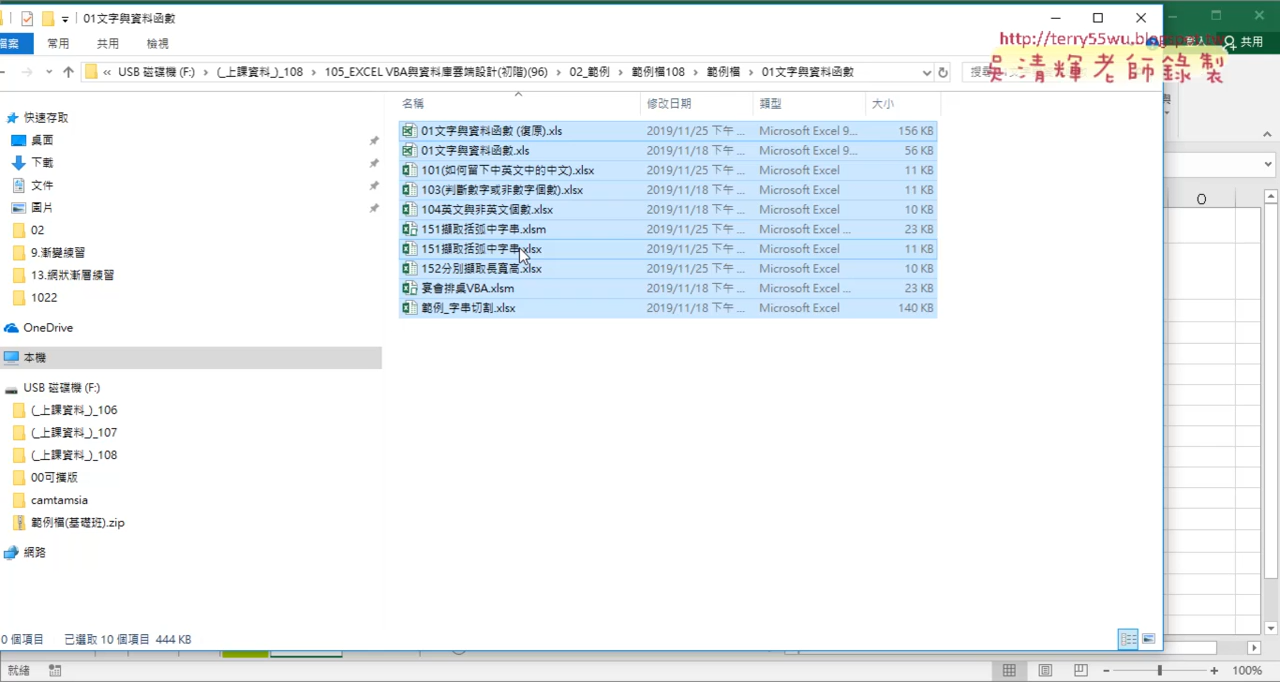 01文字與資料函數
檔案 常用 共用 檢視
http://terry55wu.blogspot.tw
吳清輝老師錄製
共用
« USB 磁碟機 (F:) › (_上課資料_)_108 › 105_EXCEL VBA與資料庫雲端設計(初階)(96) › 02_範例 › 範例檔108 › 範例檔 › 01文字與資料函數
名稱 修改日期 類型 大小
快速存取
桌面
下載
文件
圖片
02
9.漸變練習
13.網狀漸層練習
1022
OneDrive
本機
USB 磁碟機 (F:)
(_上課資料_)_106
(_上課資料_)_107
(_上課資料_)_108
00可攜版
camtamsia
範例檔(基礎班).zip
網路
01文字與資料函數 (復原).xls 2019/11/25 下午 ... Microsoft Excel 9... 156 KB
01文字與資料函數.xls 2019/11/18 下午 ... Microsoft Excel 9... 56 KB
101(如何留下中英文中的中文).xlsx 2019/11/25 下午 ... Microsoft Excel 11 KB
103(判斷數字或非數字個數).xlsx 2019/11/18 下午 ... Microsoft Excel 11 KB
104英文與非英文個數.xlsx 2019/11/18 下午 ... Microsoft Excel 10 KB
151擷取括弧中字串.xlsm 2019/11/25 下午 ... Microsoft Excel ... 23 KB
151擷取括弧中字串.xlsx 2019/11/25 下午 ... Microsoft Excel 11 KB
152分別擷取長寬高.xlsx 2019/11/25 下午 ... Microsoft Excel 10 KB
宴會排桌VBA.xlsm 2019/11/18 下午 ... Microsoft Excel ... 23 KB
範例_字串切割.xlsx 2019/11/18 下午 ... Microsoft Excel 140 KB
O
0 個項目 已選取 10 個項目 444 KB
就緒 100%